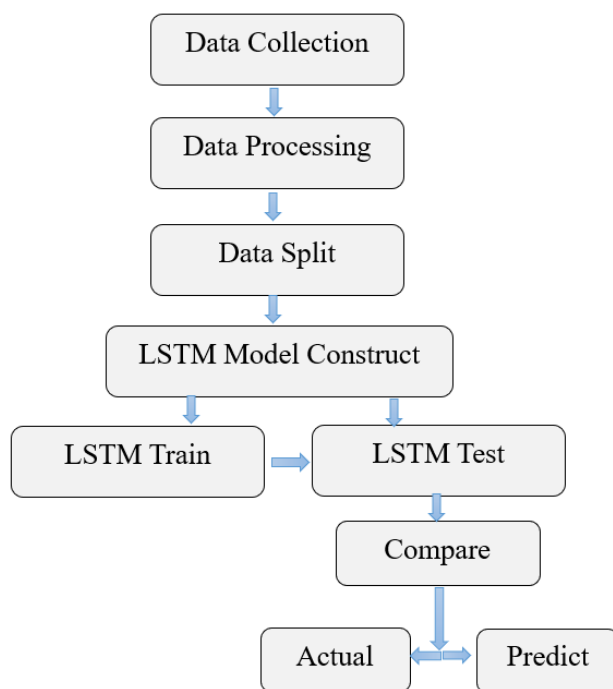 Data Collection
Data Processing
Data Split
LSTM Model Construct
LSTM Train
LSTM Test
Compare
Actual
Predict